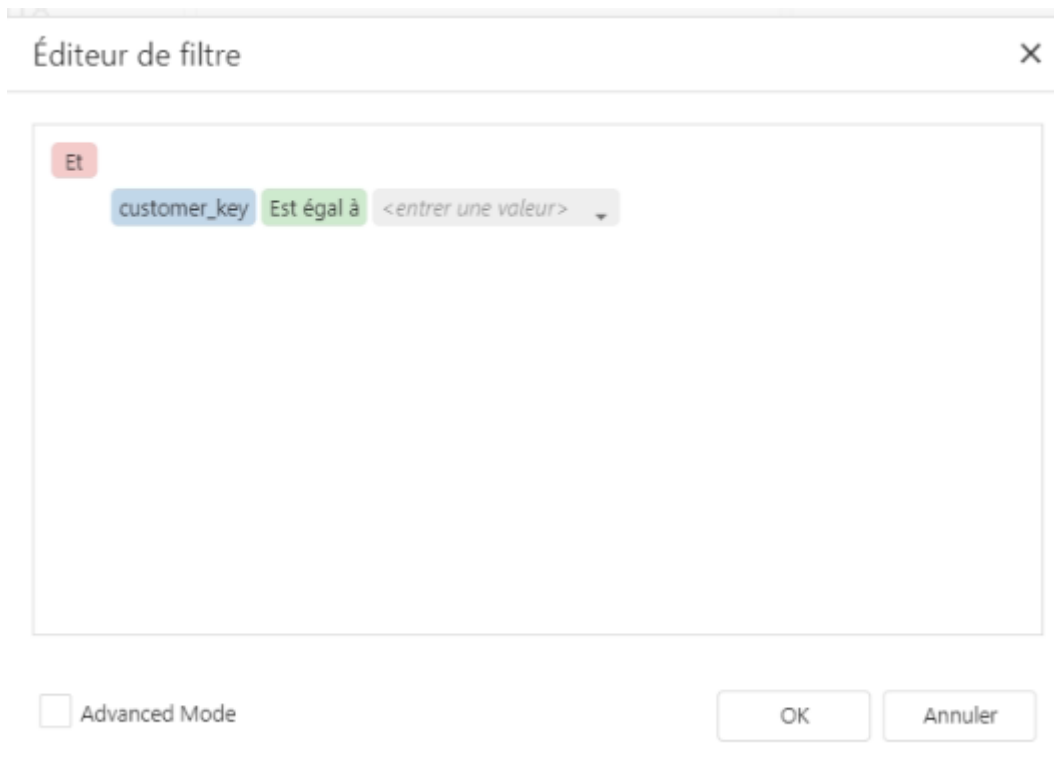 Éditeur de filtre
Et
customer_key Est égal à <entrer une valeur>
Advanced Mode
OK Annuler